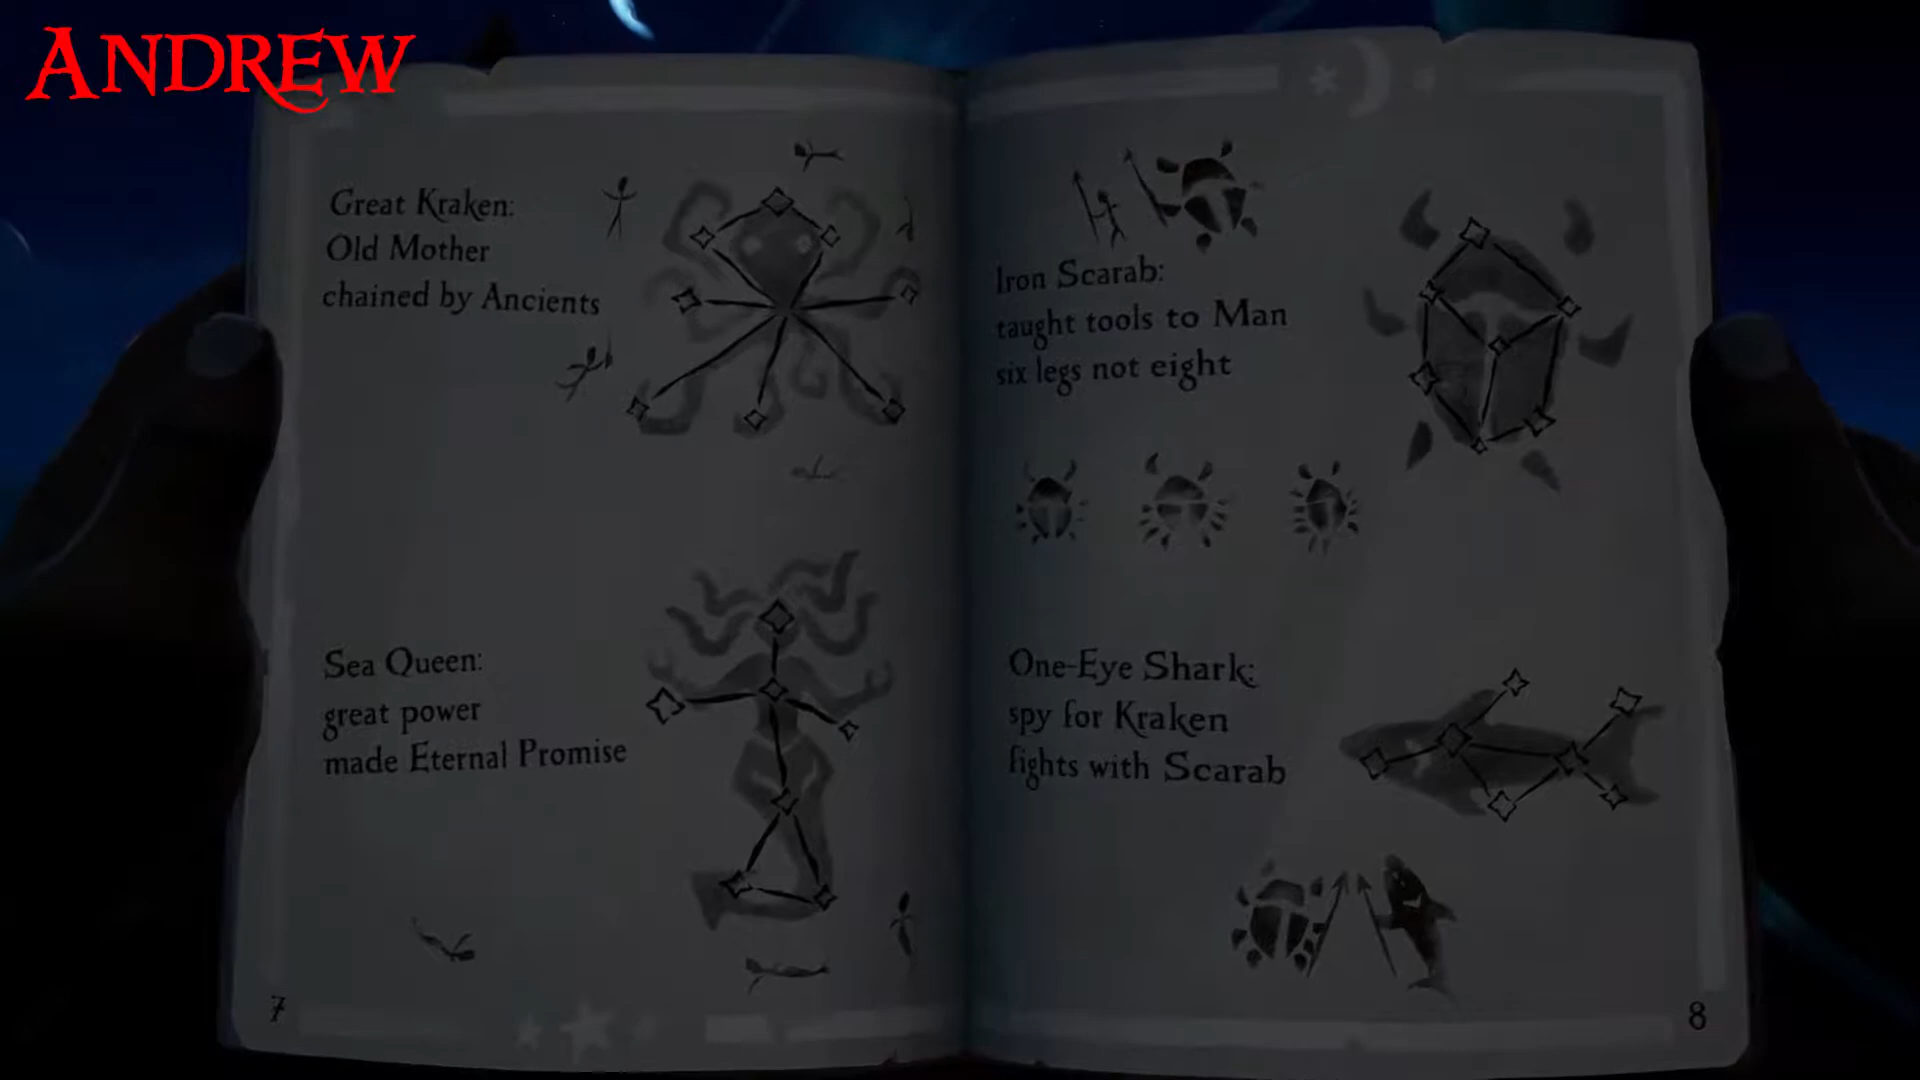 ANDREW
Great Kraken:
Old Mother
chained by Ancients
Sea Queen:
great power
made Eternal Promise
7
Iron Scarab:
taught tools to Man
six legs not eight
One-Eye Shark:
spy for Kraken
fights with Scarab
8